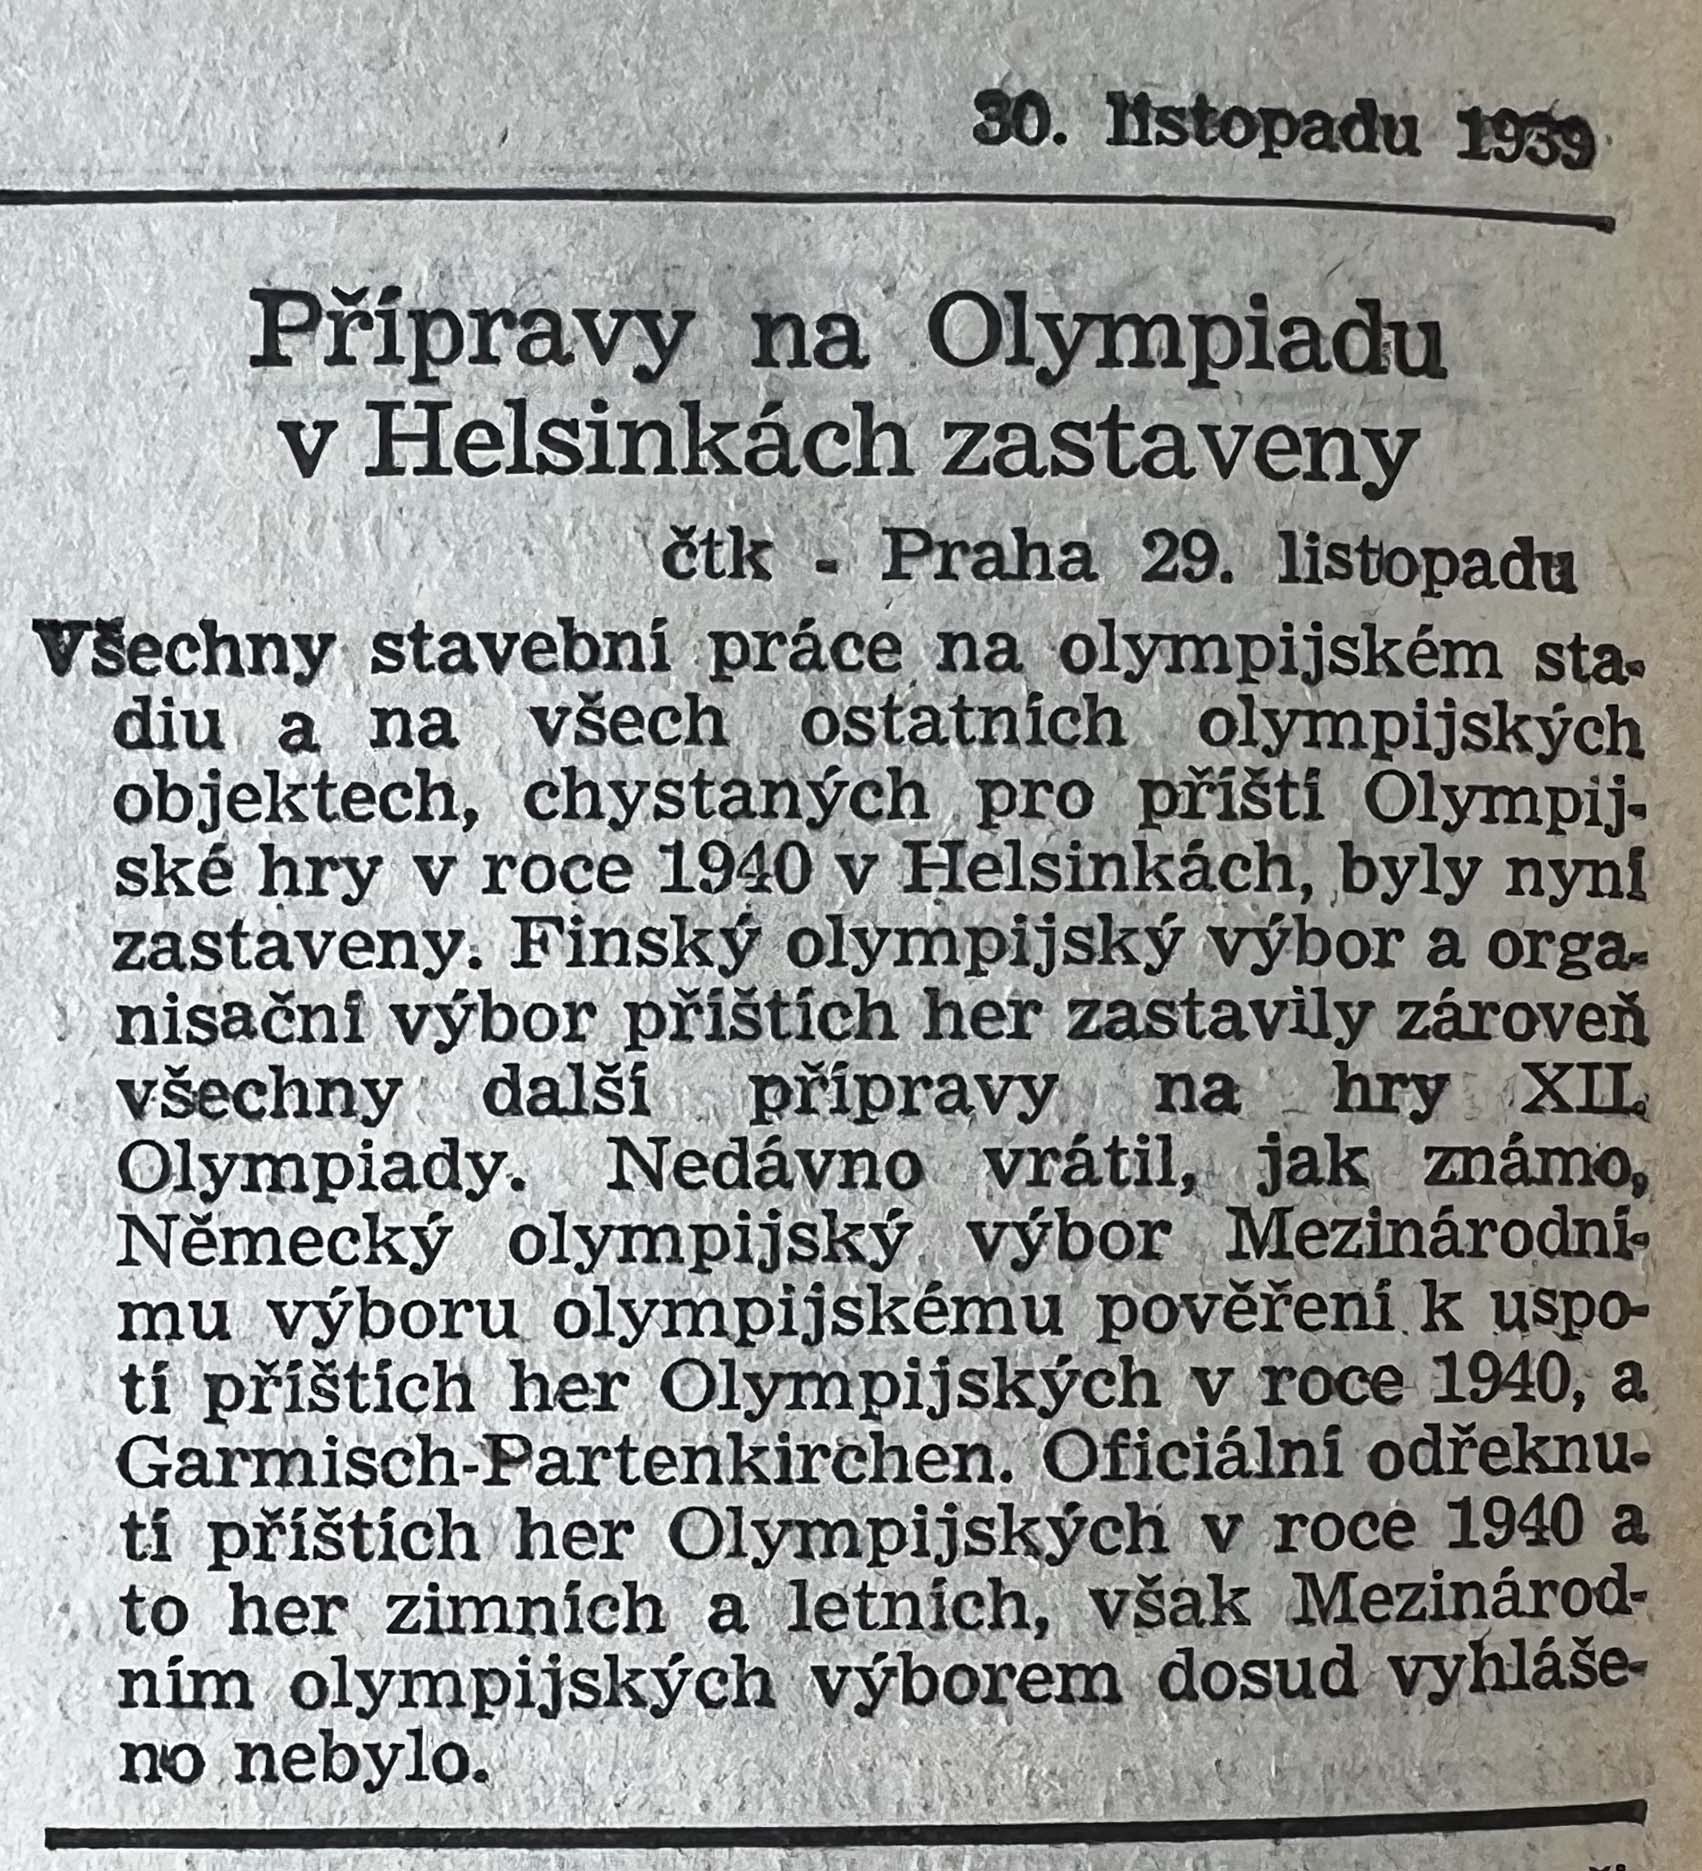 30. listopadu 1939
Přípravy na Olympiadu
v Helsinkách zastaveny
čtk - Praha 29. listopadu
Všechny stavební práce na olympijském sta-
diu a na všech ostatních olympijských
objektech, chystaných pro příští Olympij-
ské hry v roce 1940 v Helsinkách, byly nyní
zastaveny. Finský olympijský výbor a orga-
nisační výbor příštích her zastavily zároveň
všechny další přípravy na hry XII.
Olympiady. Nedávno vrátil, jak známo,
Německý olympijský výbor Mezinárodní-
mu výboru olympijskému pověření k uspo-
tí příštích her Olympijských v roce 1940, a
Garmisch-Partenkirchen. Oficiální odřeknu-
tí příštích her Olympijských v roce 1940 a
to her zimních a letních, však Mezinárod-
ním olympijských výborem dosud vyhláše-
no nebylo.